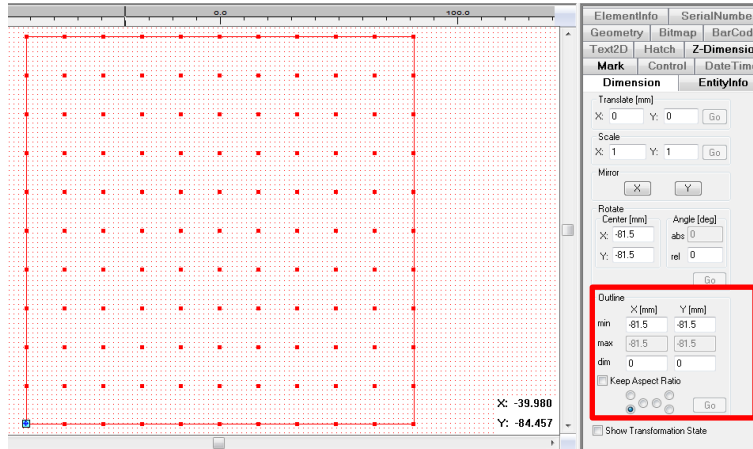 0.0 100.0
ElementInfo SerialNumbe
Geometry Bitmap BarCod
Text2D Hatch Z-Dimensio
Mark Control DateTim
Dimension EntityInfo
Translate [mm]
X: 0 Y: 0 Go
Scale
X: 1 Y: 1 Go
Mirror
X Y
Rotate
Center [mm] Angle [deg]
X: -81.5 abs 0
Y: -81.5 rel 0
Go
Outline
X [mm] Y [mm]
min -81.5 -81.5
max -81.5 -81.5
dim 0 0
Keep Aspect Ratio
Go
Show Transformation State
X: -39.980
Y: -84.457